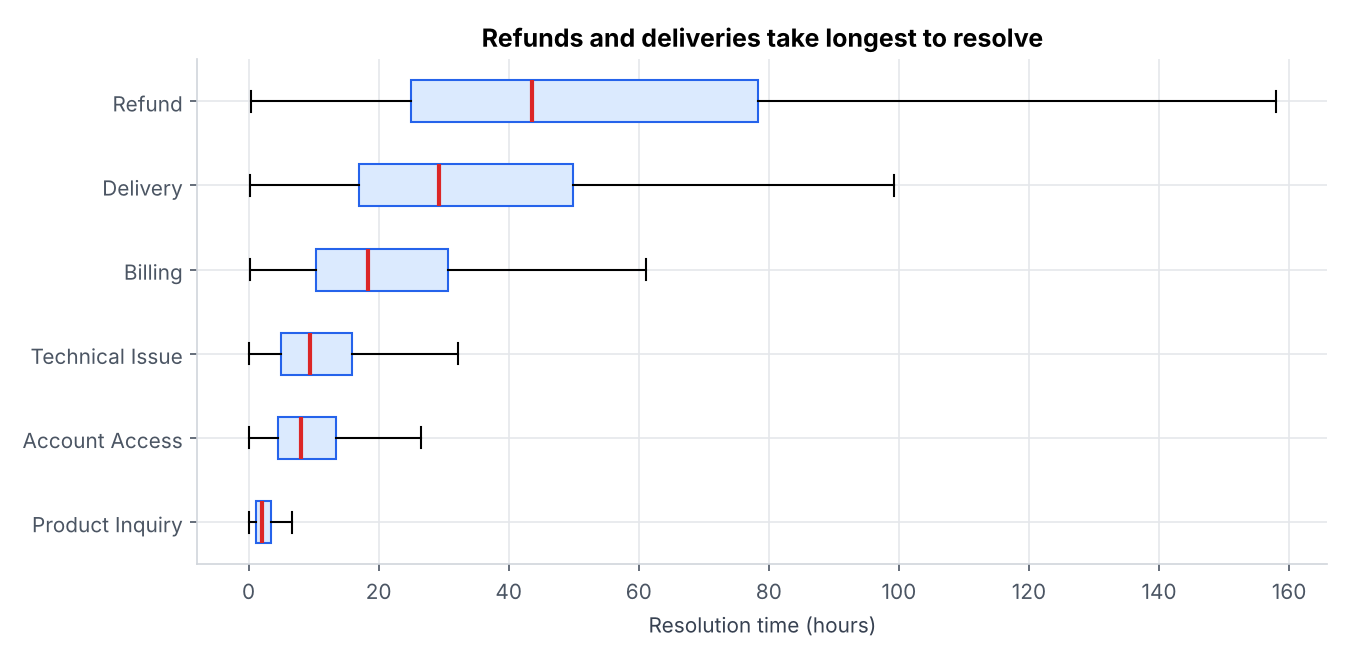 Refunds and deliveries take longest to resolve
Refund
Delivery
Billing
Technical Issue
Account Access
Product Inquiry
0 20 40 60 80 100 120 140 160
Resolution time (hours)